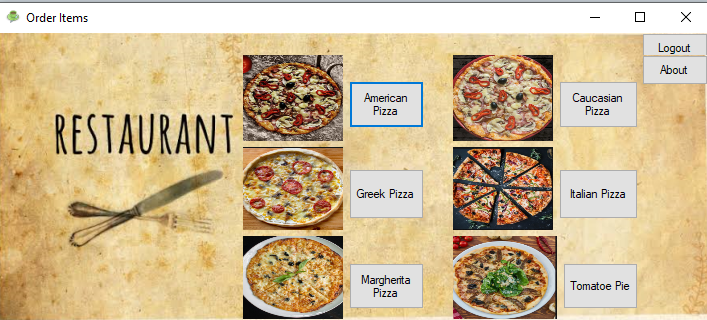 Order Items
Logout
About
RESTAURANT
American
Pizza
Caucasian
Pizza
Greek Pizza
Italian Pizza
Margherita
Pizza
Tomatoe Pie